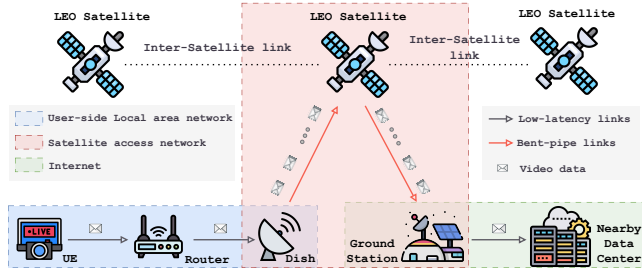 LEO Satellite
LEO Satellite
LEO Satellite
Inter-Satellite link
Inter-Satellite
link
User-side Local area network
Satellite access network
Internet
Low-latency links
Bent-pipe links
Video data
LIVE
UE
Router
Dish
Ground
Station
Nearby
Data
Center